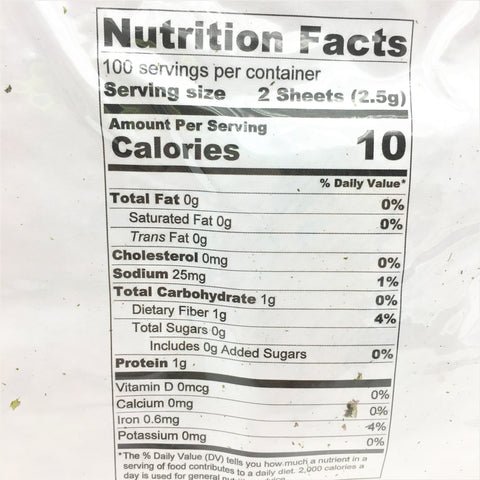 Nutrition Facts
100 servings per container
Serving size 2 Sheets (2.5g)
Amount Per Serving
Calories 10
% Daily Value*
Total Fat 0g 0%
Saturated Fat 0g 0%
Trans Fat 0g
Cholesterol 0mg 0%
Sodium 25mg 1%
Total Carbohydrate 1g 0%
Dietary Fiber 1g 4%
Total Sugars 0g
Includes 0g Added Sugars 0%
Protein 1g
Vitamin D 0mcg 0%
Calcium 0mg 0%
Iron 0.6mg 4%
Potassium 0mg 0%
*The % Daily Value (DV) tells you how much a nutrient in a
serving of food contributes to a daily diet. 2,000 calories a
day is used for general